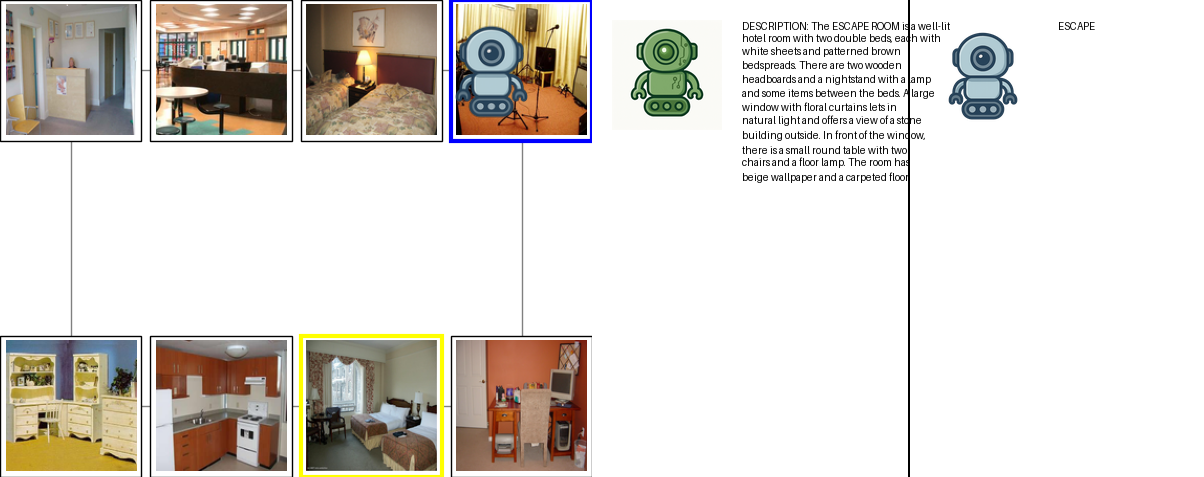 DESCRIPTION: The ESCAPE ROOM is a well-lit
hotel room with two double beds, each with
white sheets and patterned brown
bedspreads. There are two wooden
headboards and a nightstand with a lamp
and some items between the beds. A large
window with floral curtains lets in
natural light and offers a view of a stone
building outside. In front of the window,
there is a small round table with two
chairs and a floor lamp. The room has
beige wallpaper and a carpeted floor
ESCAPE